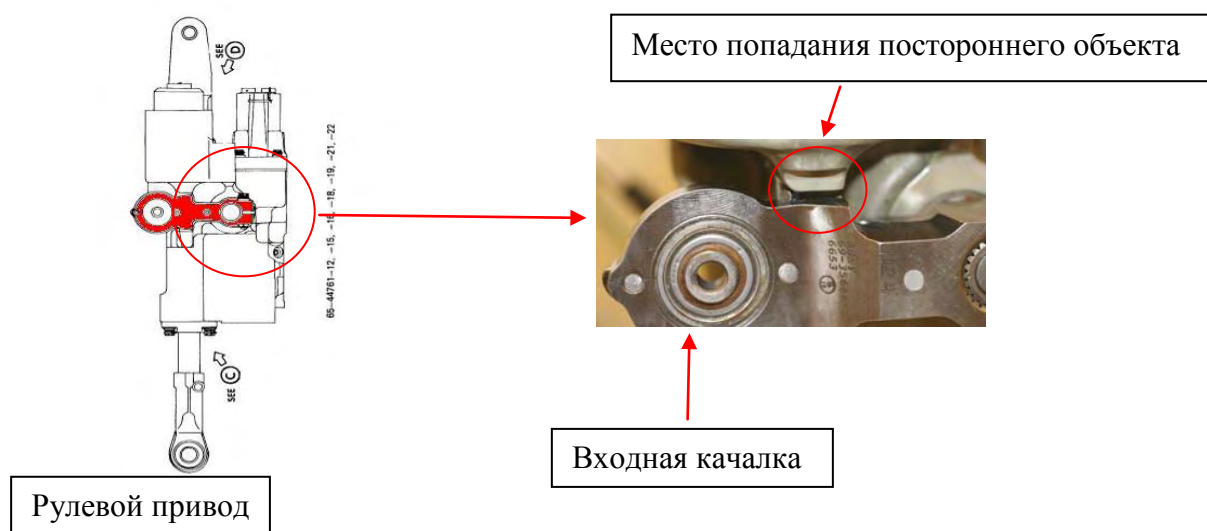 Место попадания постороннего объекта
SEE D
65-44761-12, -15, -16, -18, -19, -21, -22
6653
SEE C
Входная качалка
Рулевой привод